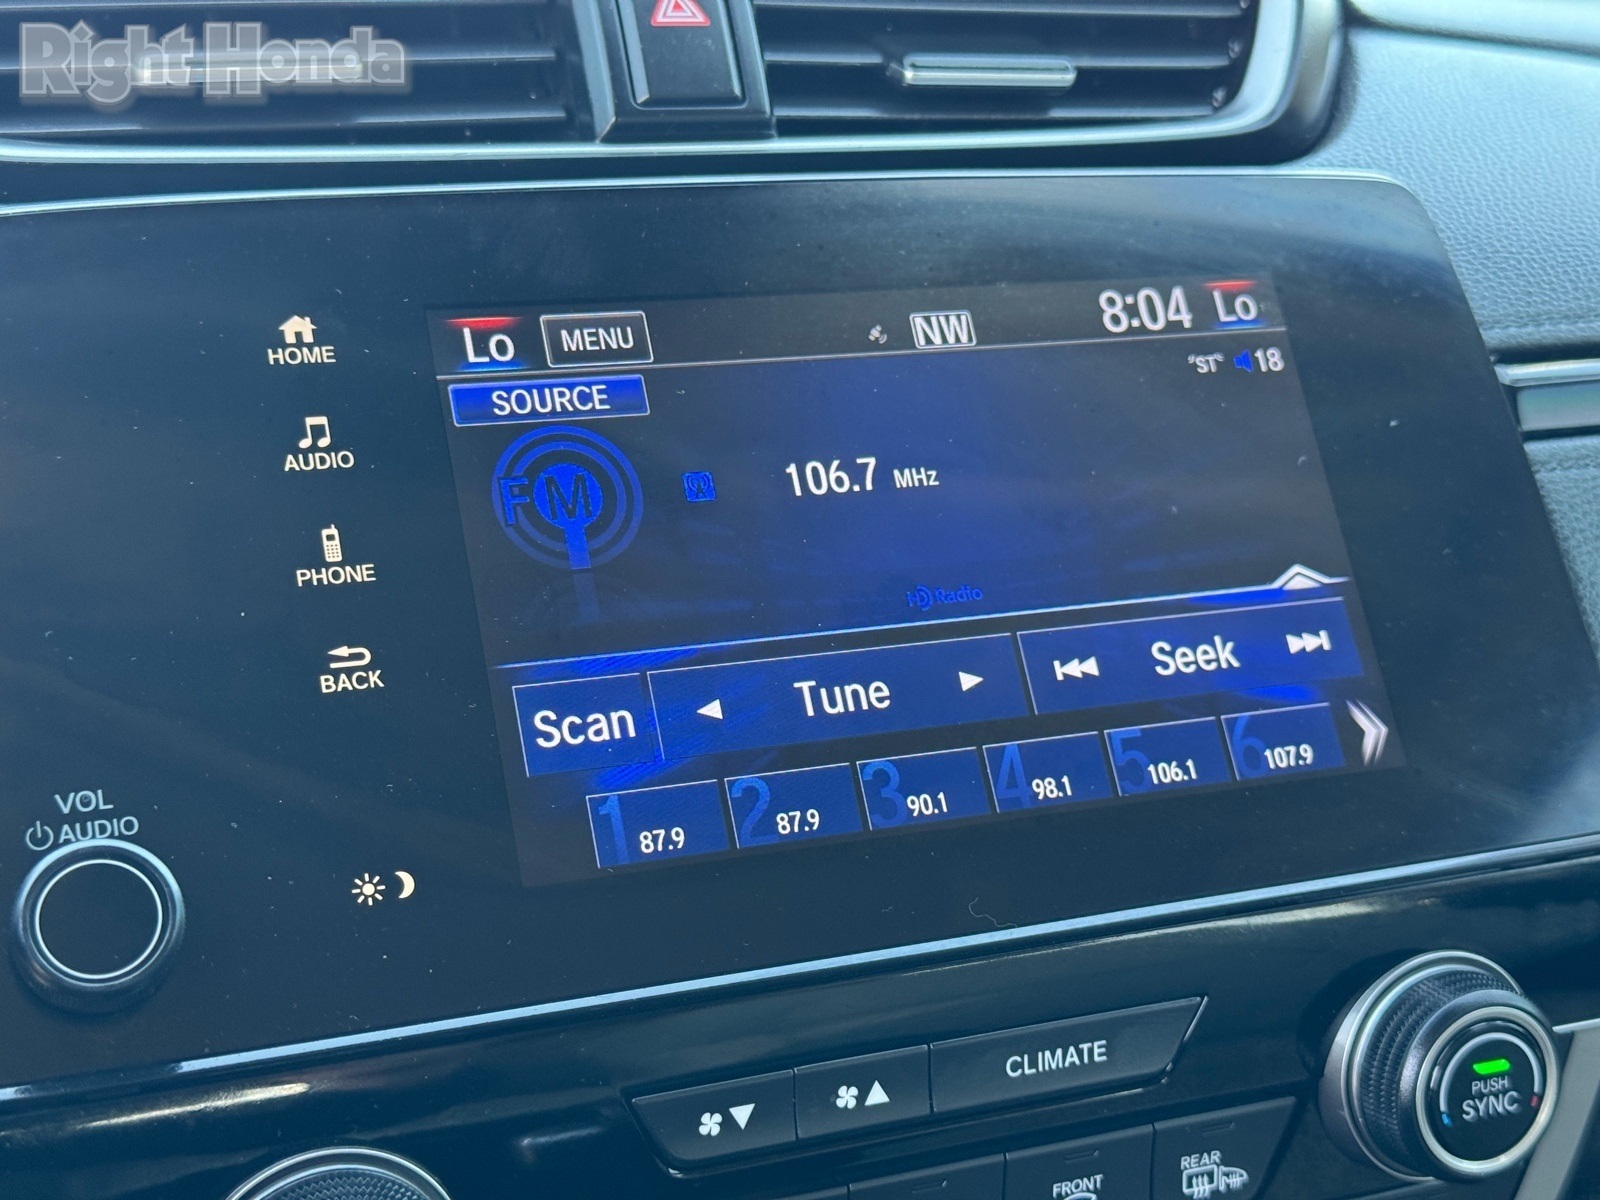 Right Honda
HOME
AUDIO
PHONE
BACK
VOL
AUDIO
Lo
MENU
NW
8:04
Lo
"ST"
18
SOURCE
FM
106.7 MHz
HD Radio
Scan
Tune
Seek
1 87.9
2 87.9
3 90.1
4 98.1
5 106.1
6 107.9
CLIMATE
PUSH
SYNC
FRONT
REAR